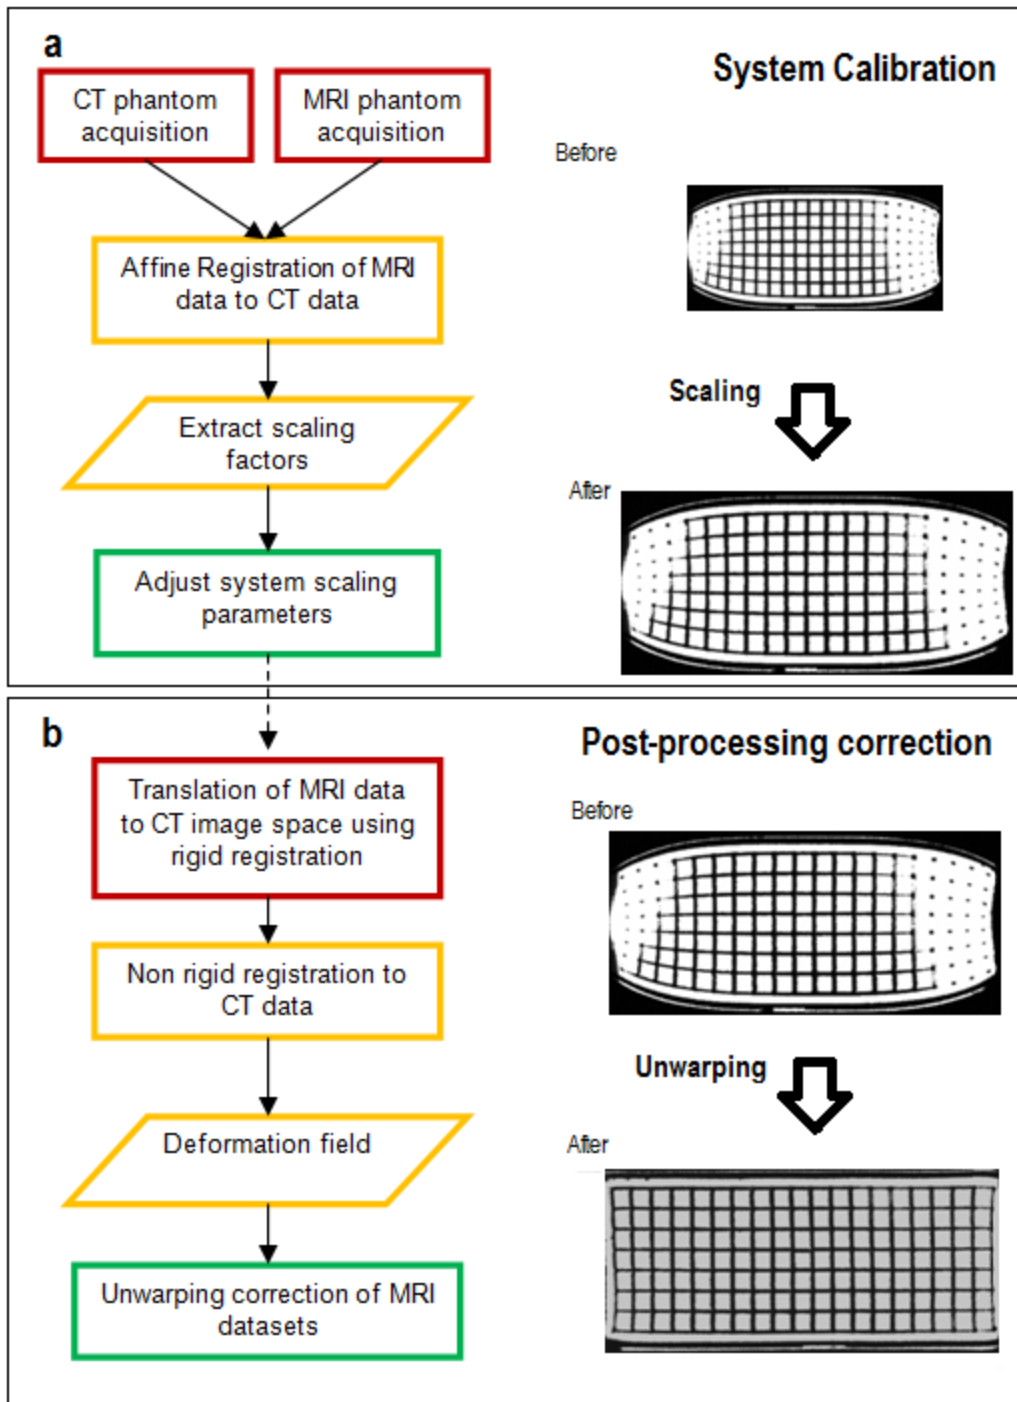 a
System Calibration
CT phantom
acquisition
MRI phantom
acquisition
Before
Affine Registration of MRI
data to CT data
Scaling
Extract scaling
factors
After
Adjust system scaling
parameters
b
Post-processing correction
Translation of MRI data
to CT image space using
rigid registration
Before
Non rigid registration to
CT data
Unwarping
Deformation field
After
Unwarping correction of MRI
datasets